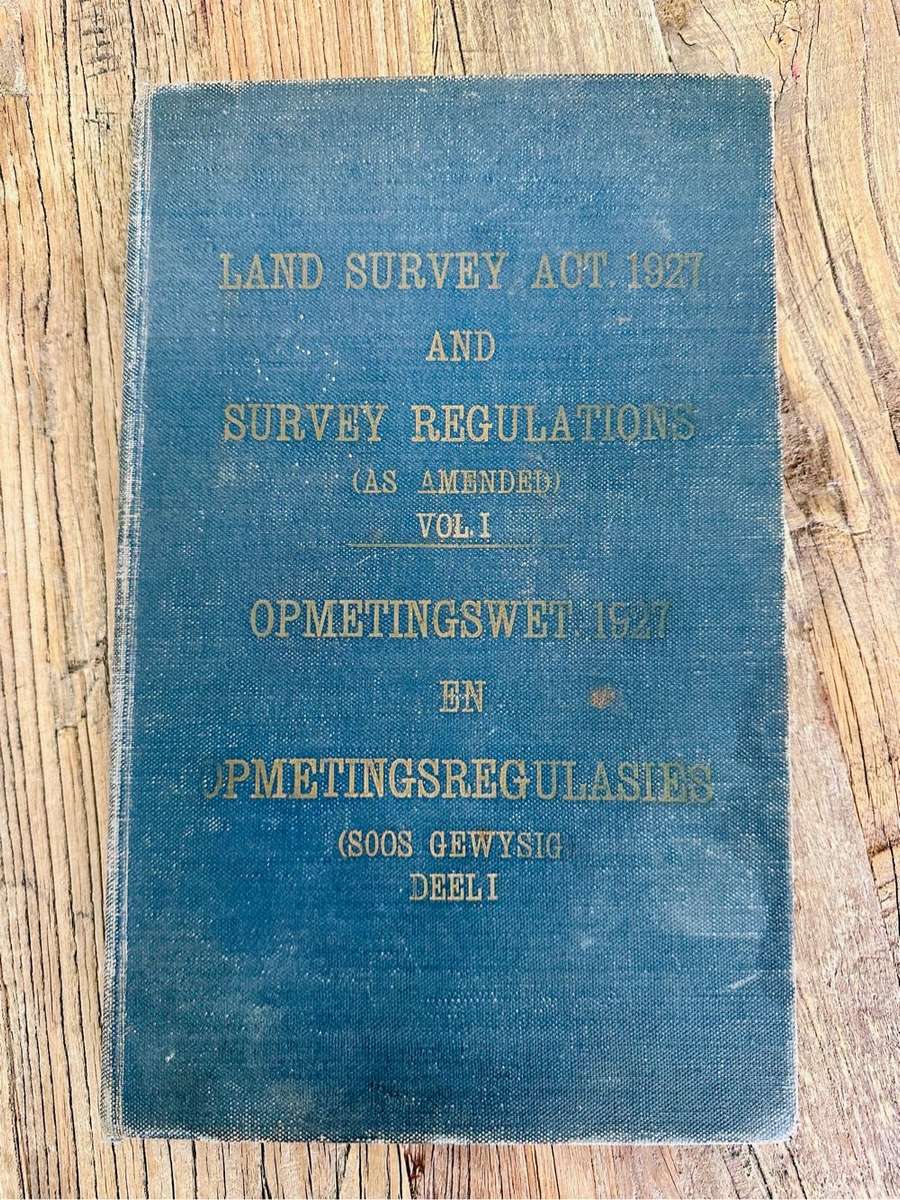 LAND SURVEY ACT. 1927
AND
SURVEY REGULATIONS
(AS AMENDED)
VOL. I
OPMETINGSWET. 1927
EN
OPMETINGSREGULASIES
(SOOS GEWYSIG)
DEEL I